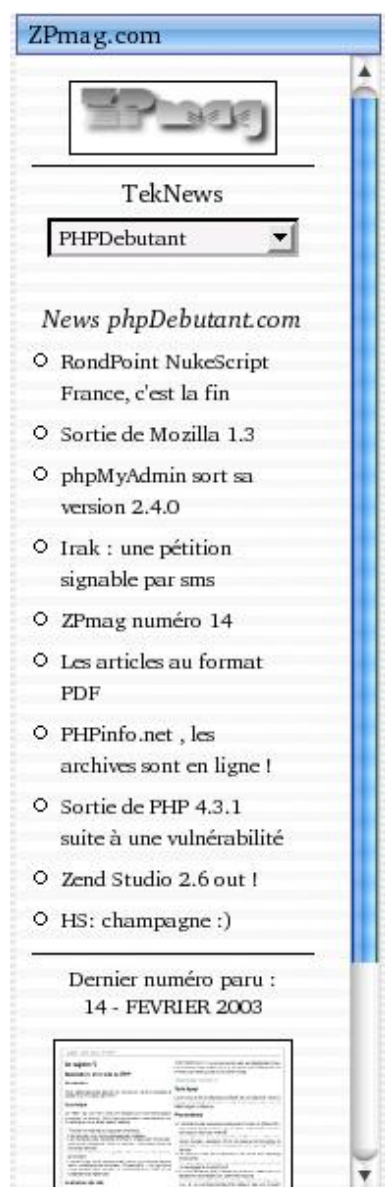 ZPmag.com
ZPmag
TekNews
PHPDebutant
News phpDebutant.com
RondPoint NukeScript
France, c'est la fin
Sortie de Mozilla 1.3
phpMyAdmin sort sa
version 2.4.0
Irak : une pétition
signable par sms
ZPmag numéro 14
Les articles au format
PDF
PHPinfo.net , les
archives sont en ligne !
Sortie de PHP 4.3.1
suite à une vulnérabilité
Zend Studio 2.6 out !
HS: champagne :)
Dernier numéro paru :
14 - FEVRIER 2003